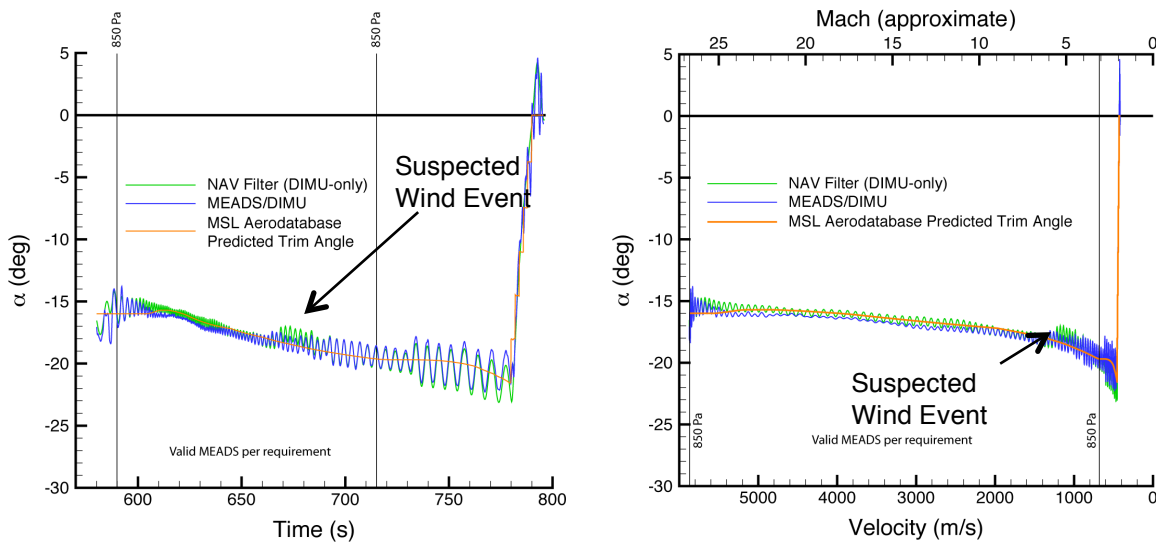 850 Pa
850 Pa
5
0
-5
-10
-15
-20
-25
-30
α (deg)
NAV Filter (DIMU-only)
MEADS/DIMU
MSL Aerodatabase
Predicted Trim Angle
Suspected
Wind Event
Valid MEADS per requirement
600
650
700
750
800
Time (s)
Mach (approximate)
25
20
15
10
5
0
5
0
-5
-10
-15
-20
-25
-30
α (deg)
NAV Filter (DIMU-only)
MEADS/DIMU
MSL Aerodatabase Predicted Trim Angle
Suspected
Wind Event
850 Pa
850 Pa
Valid MEADS per requirement
5000
4000
3000
2000
1000
0
Velocity (m/s)